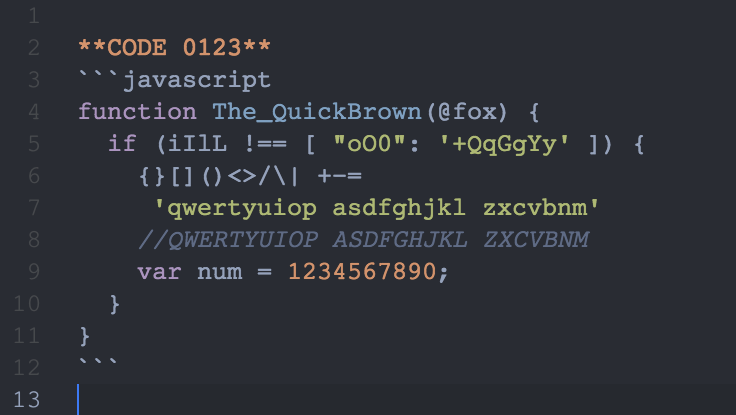 1
2 **CODE 0123**
3 ```javascript
4 function The_QuickBrown(@fox) {
5   if (iIlL !== [ "oO0": '+QqGgYy' ]) {
6     {}[]()<>/\| +-=
7      'qwertyuiop asdfghjkl zxcvbnm'
8     //QWERTYUIOP ASDFGHJKL ZXCVBNM
9     var num = 1234567890;
10   }
11 }
12 ```
13